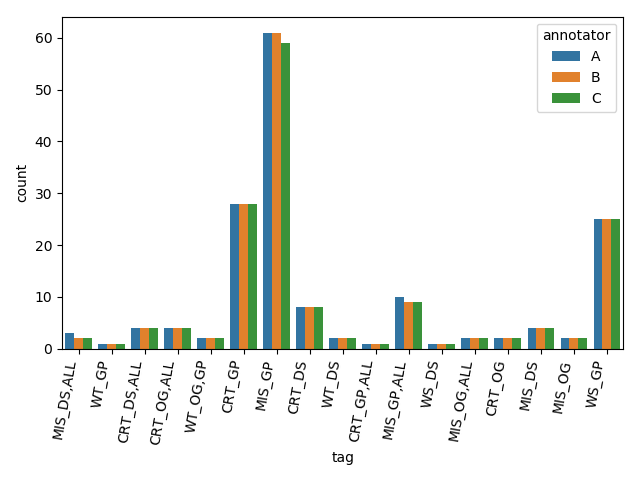 annotator
A
B
C
count
60
50
40
30
20
10
0
MIS_DS,ALL
WT_GP
CRT_DS,ALL
CRT_OG,ALL
WT_OG,GP
CRT_GP
MIS_GP
CRT_DS
WT_DS
CRT_GP,ALL
MIS_GP,ALL
WS_DS
MIS_OG,ALL
CRT_OG
MIS_DS
MIS_OG
WS_GP
tag